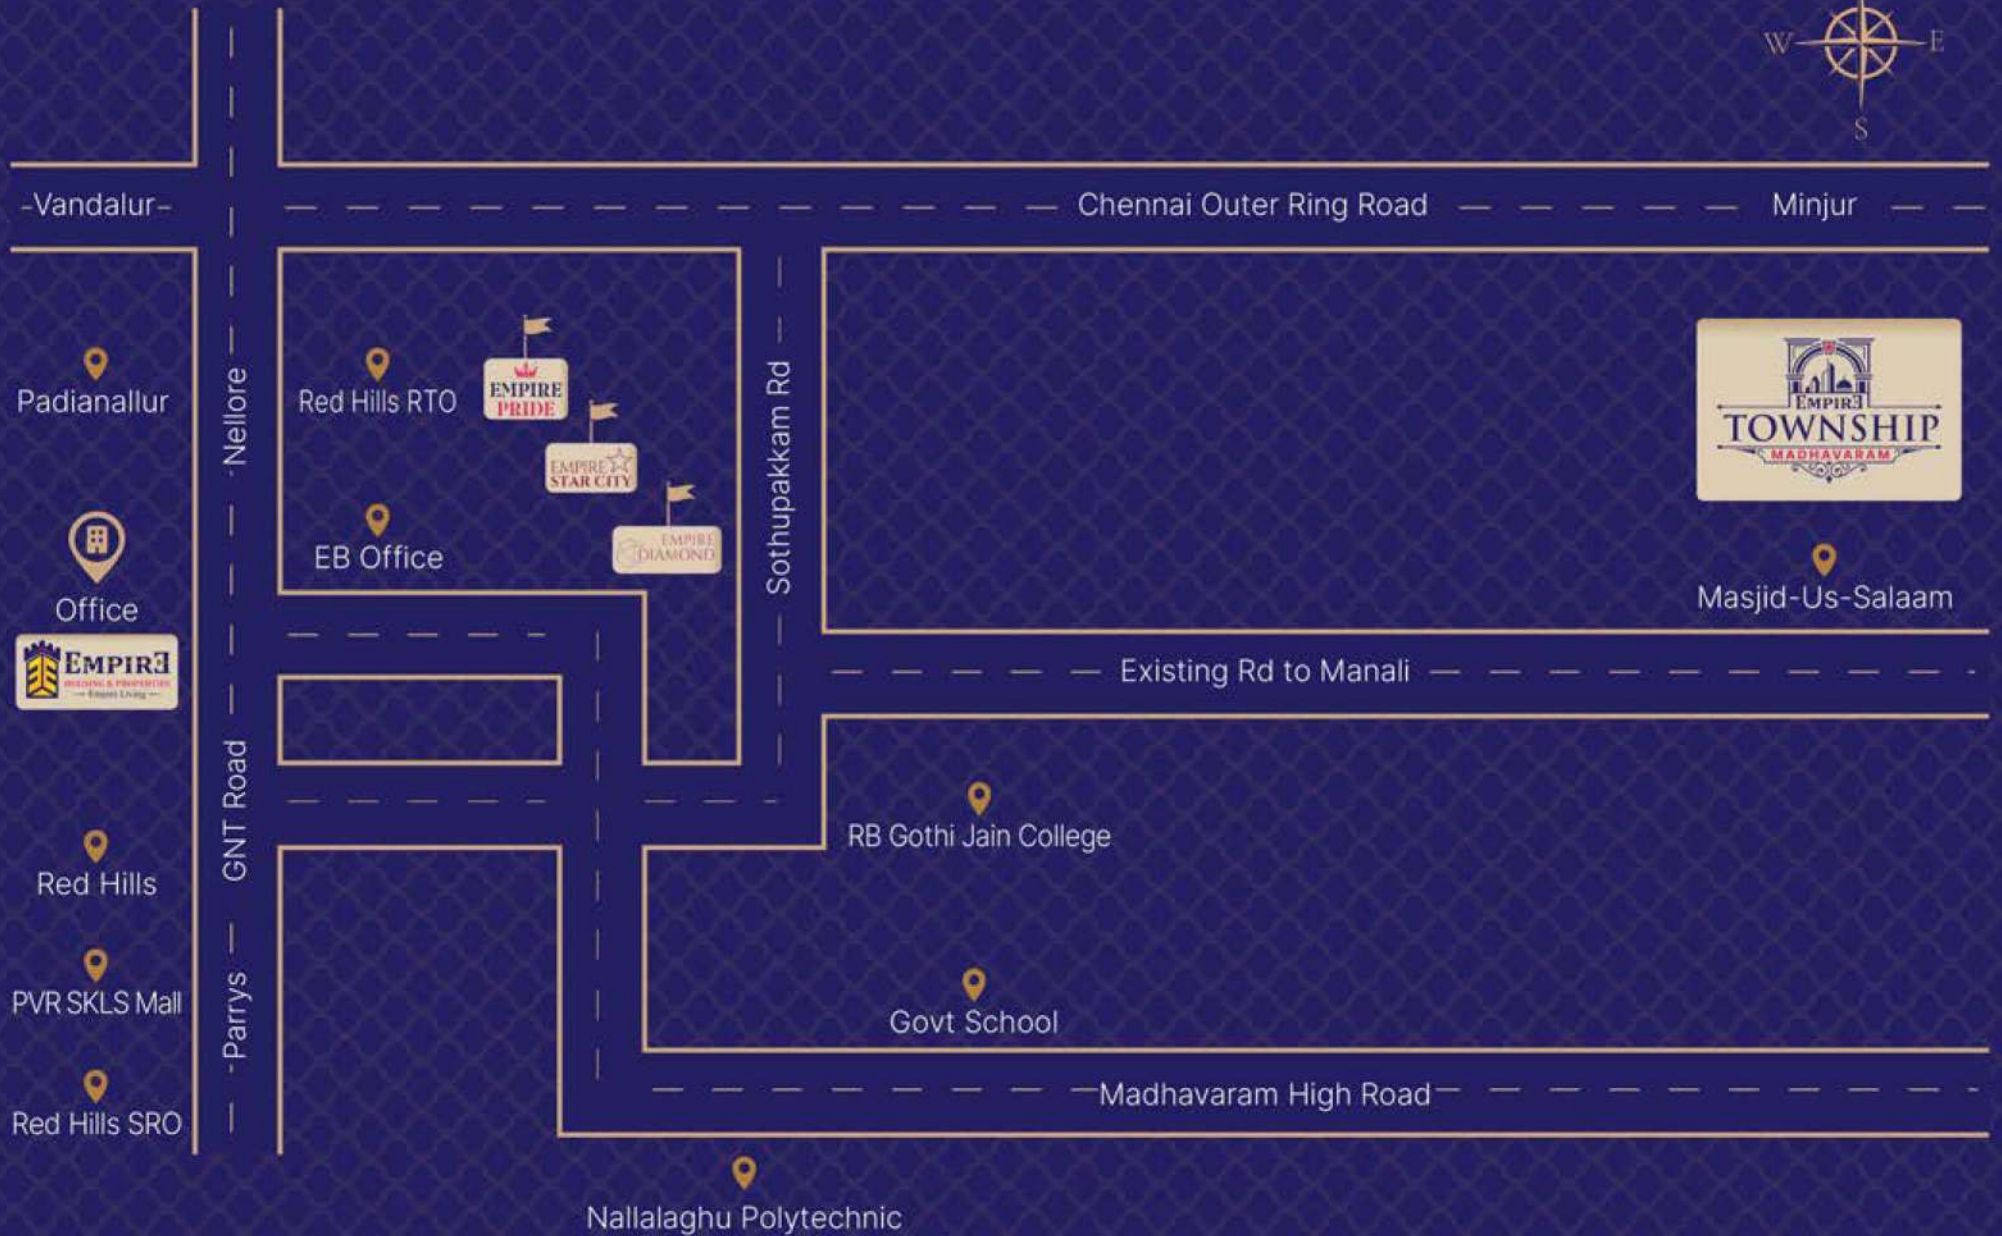 W
E
S
-Vandalur-
Chennai Outer Ring Road
Minjur
Padianallur
Nellore
Red Hills RTO
EMPIRE
PRIDE
EMPIRE
STAR CITY
EMPIRE
DIAMOND
Sothupakkam Rd
EMPIRE
TOWNSHIP
MADHAVARAM
EB Office
Office
EMPIRE
HOUSING & PROPERTIES
Masjid-Us-Salaam
Existing Rd to Manali
GNT Road
RB Gothi Jain College
Red Hills
PVR SKLS Mall
Parrys
Govt School
Red Hills SRO
Madhavaram High Road
Nallalaghu Polytechnic